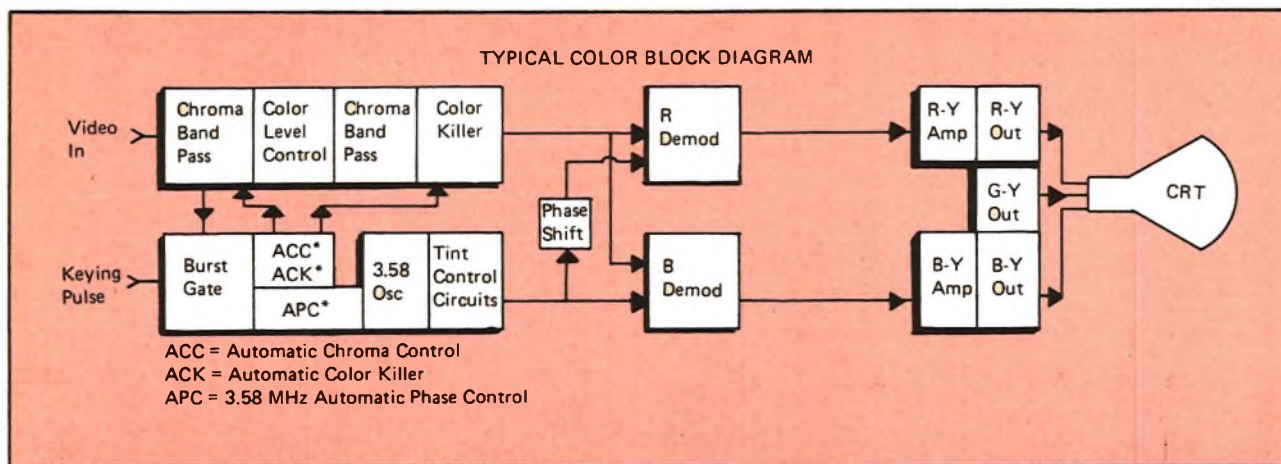 TYPICAL COLOR BLOCK DIAGRAM
Video
In
Chroma
Band
Pass
Color
Level
Control
Chroma
Band
Pass
Color
Killer
R
Demod
R-Y
Amp
R-Y
Out
G-Y
Out
CRT
Phase
Shift
Keying
Pulse
Burst
Gate
ACC*
ACK*
APC*
3.58
Osc
Tint
Control
Circuits
B
Demod
B-Y
Amp
B-Y
Out
ACC = Automatic Chroma Control
ACK = Automatic Color Killer
APC = 3.58 MHz Automatic Phase Control